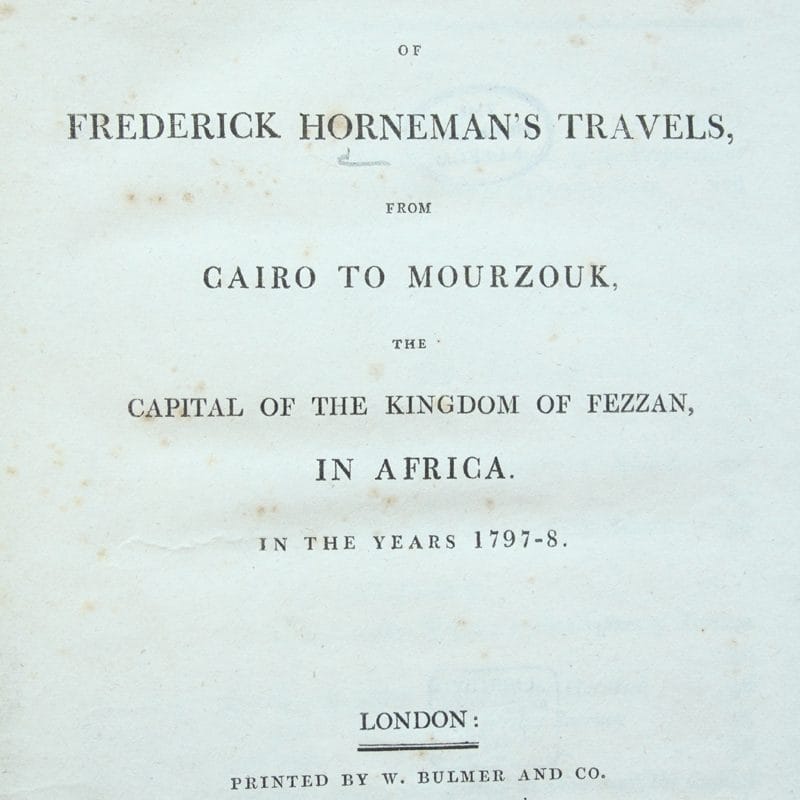 OF
FREDERICK HORNEMAN'S TRAVELS,
FROM
CAIRO TO MOURZOUK,
THE
CAPITAL OF THE KINGDOM OF FEZZAN,
IN AFRICA.
IN THE YEARS 1797-8.
LONDON:
PRINTED BY W. BULMER AND CO.